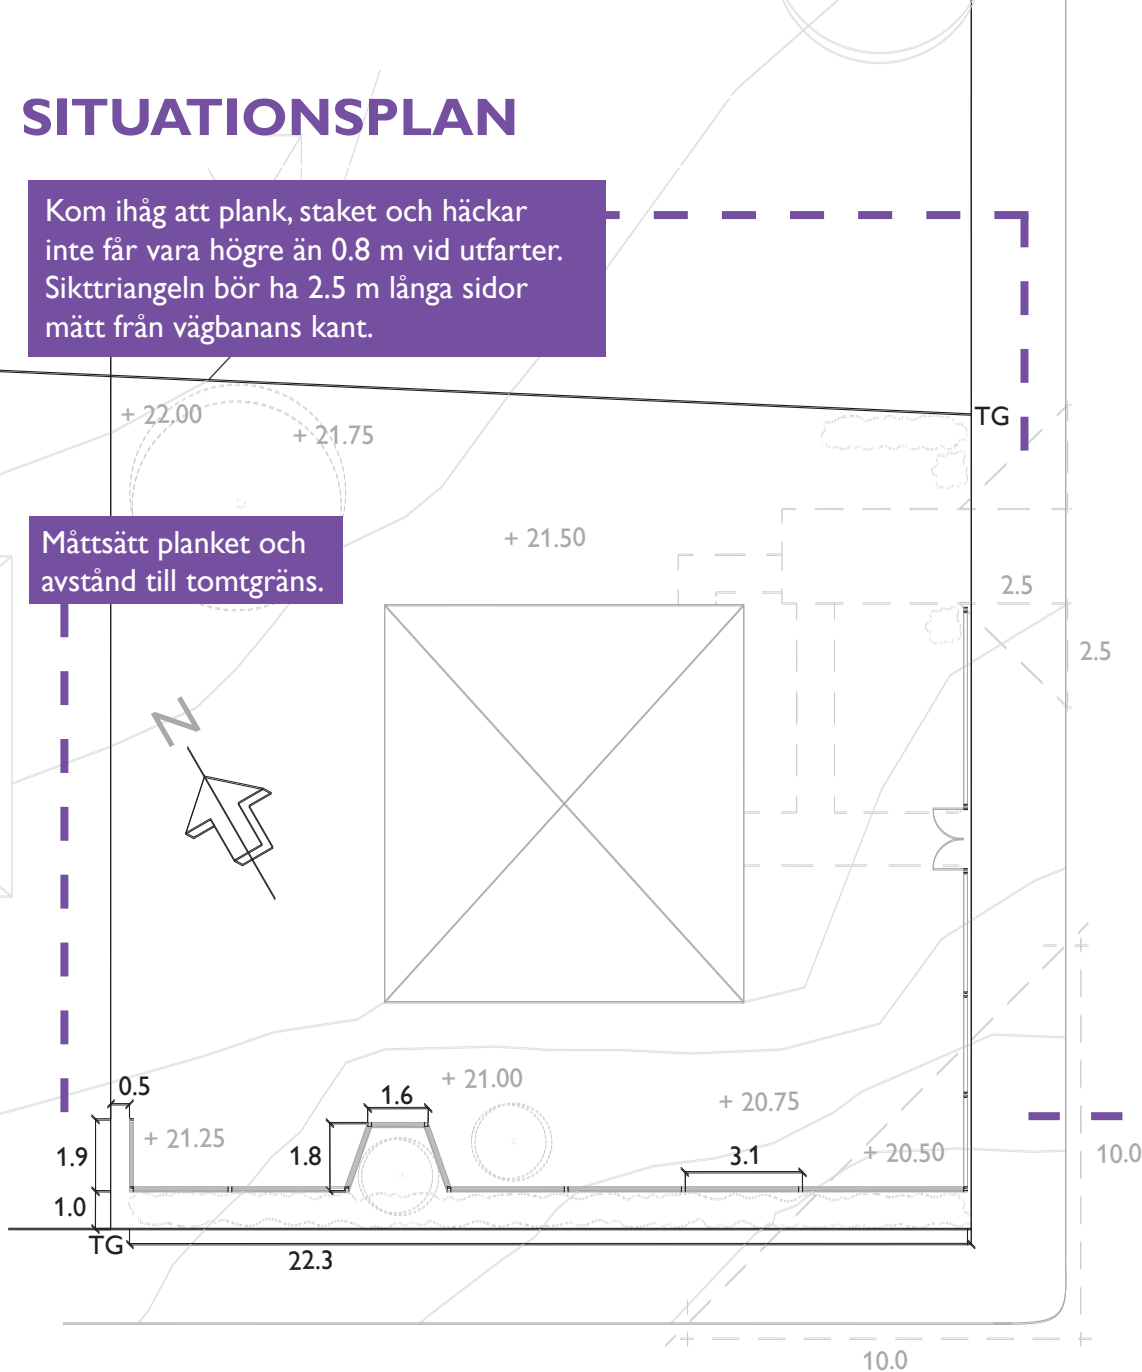 SITUATIONSPLAN
Kom ihåg att plank, staket och häckar
inte får vara högre än 0.8 m vid utfarter.
Sikttriangeln bör ha 2.5 m långa sidor
mätt från vägbanans kant.
+ 22.00
+ 21.75
TG
Måttsätt planket och
avstånd till tomtgräns.
+ 21.50
2.5
2.5
N
0.5
1.6
+ 21.00
+ 20.75
+ 21.25
1.9
1.8
3.1
+ 20.50
10.0
1.0
TG
22.3
10.0